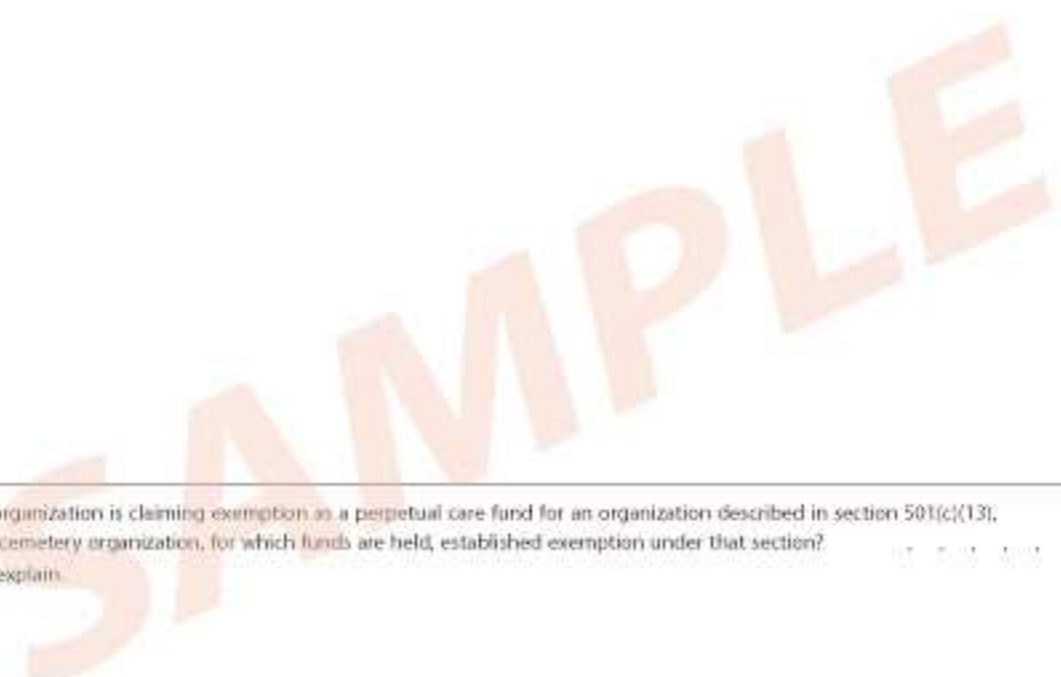 SAMPLE
organization is claiming exemption as a perpetual care fund for an organization described in section 501(c)(13),
cemetery organization, for which funds are held, established exemption under that section?
explain.